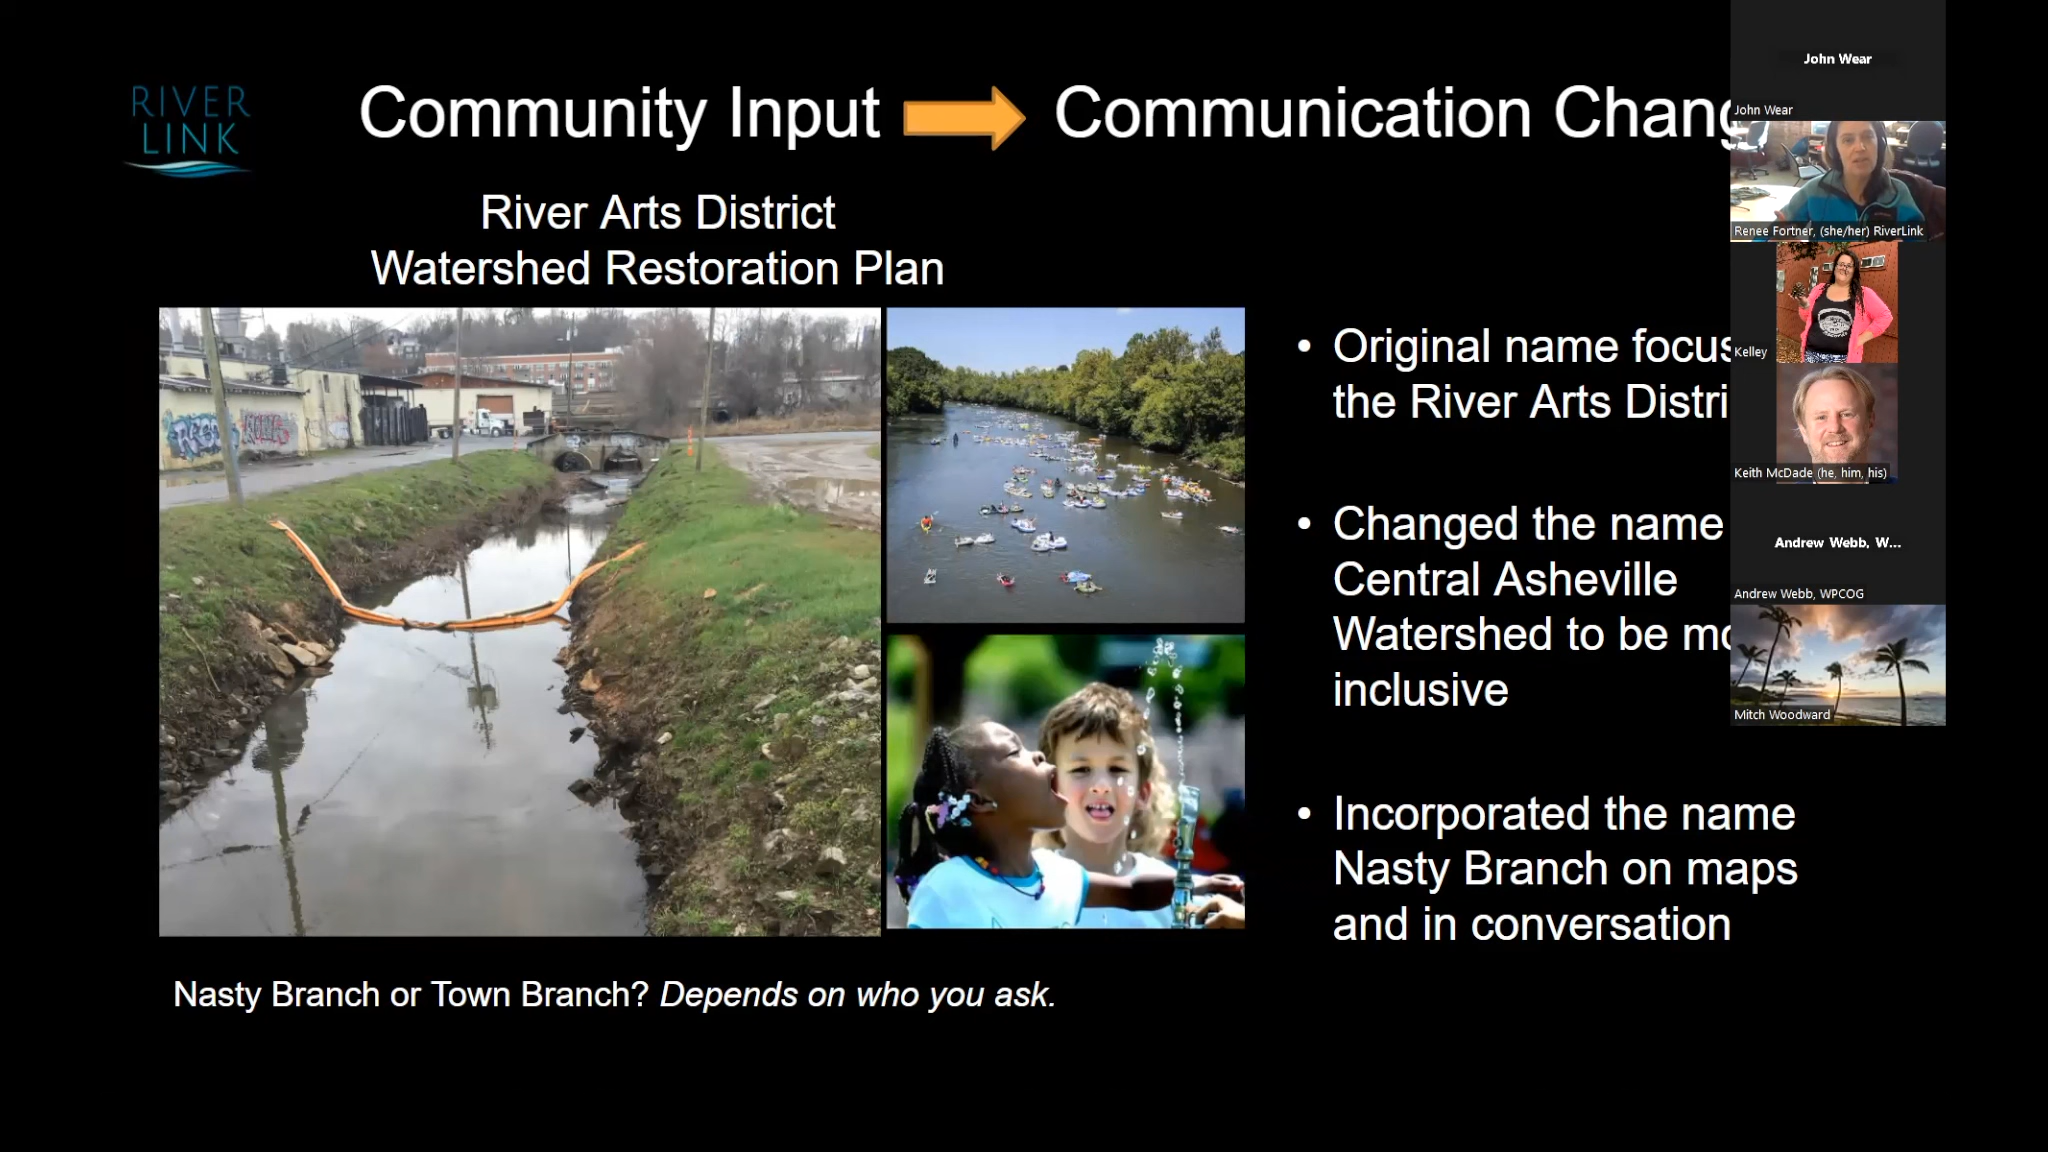 RIVER
LINK
Community Input
Communication Chang
River Arts District
Watershed Restoration Plan
Original name focus
the River Arts Distri
Changed the name
Central Asheville
Watershed to be mo
inclusive
Incorporated the name
Nasty Branch on maps
and in conversation
Nasty Branch or Town Branch? Depends on who you ask.
John Wear
John Wear
Renee Fortner, (she/her) RiverLink
Kelley
Keith McDade (he, him, his)
Andrew Webb, W...
Andrew Webb, WPCOG
Mitch Woodward